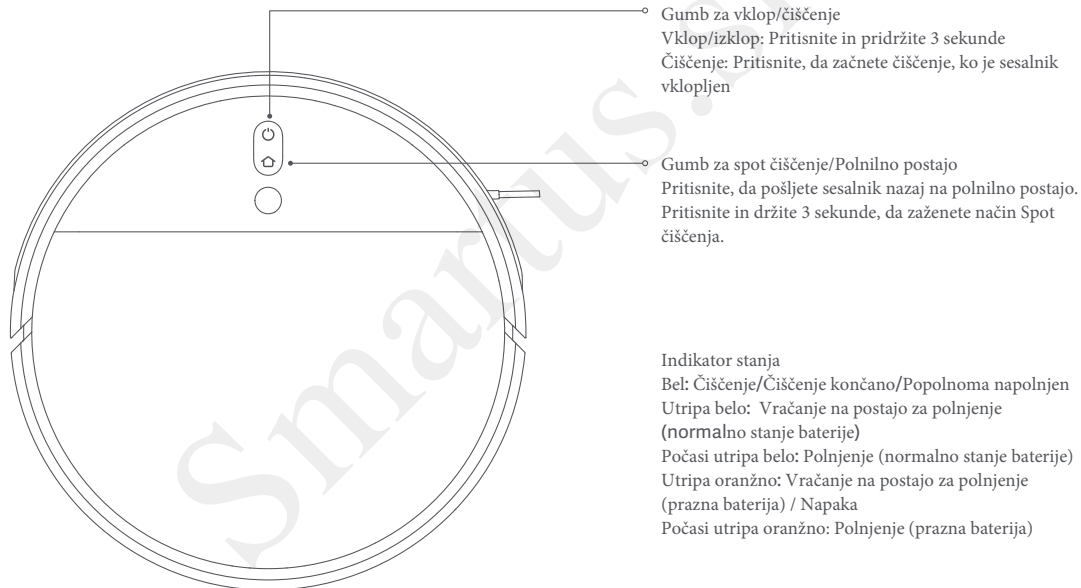 Gumb za vklop/čiščenje
Vklop/izklop: Pritisnite in pridržite 3 sekunde
Čiščenje: Pritisnite, da začnete čiščenje, ko je sesalnik
vklopljen
Gumb za spot čiščenje/Polnilno postajo
Pritisnite, da pošljete sesalnik nazaj na polnilno postajo.
Pritisnite in držite 3 sekunde, da zaženete način Spot
čiščenja.
Indikator stanja
Bel: Čiščenje/Čiščenje končano/Popolnoma napolnjen
Utripa belo: Vračanje na postajo za polnjenje
(normalno stanje baterije)
Počasi utripa belo: Polnjenje (normalno stanje baterije)
Utripa oranžno: Vračanje na postajo za polnjenje
(prazna baterija) / Napaka
Počasi utripa oranžno: Polnjenje (prazna baterija)
Smartus.si